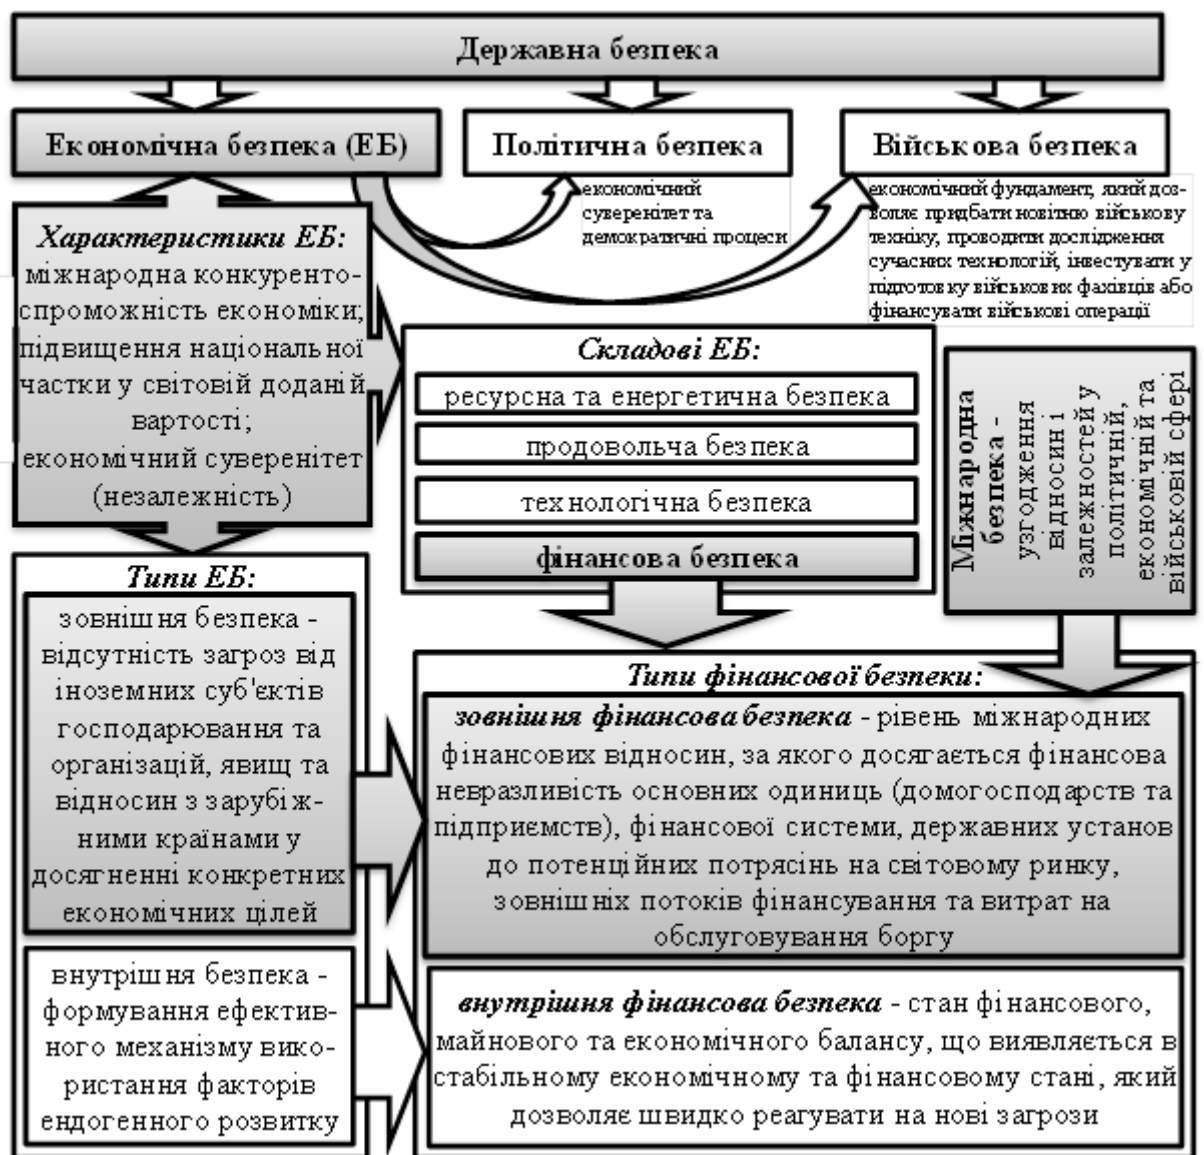 Державна безпека
Економічна безпека (ЕБ)
Політична безпека
Військова безпека
економічний
суверенітет та
демократичні процеси
економічний фундамент, який доз-
воляє придбати новітню військову
техніку, проводити дослідження
сучасних технологій, інвестувати у
підготовку військових фахівців або
фінансувати військові операції
Характеристики ЕБ:
міжнародна конкуренто-
спроможність економіки;
підвищення національної
частки у світовій доданій
вартості;
економічний суверенітет
(незалежність)
Складові ЕБ:
ресурсна та енергетична безпека
продовольча безпека
технологічна безпека
фінансова безпека
Міжнародна
безпека -
узгодження
відносин і
залежностей у
політичній,
економічній та
військовій сфері
Типи ЕБ:
зовнішня безпека -
відсутність загроз від
іноземних суб'єктів
господарювання та
організацій, явищ та
відносин з зарубіж-
ними країнами у
досягненні конкретних
економічних цілей
внутрішня безпека -
формування ефектив-
ного механізму вико-
ристання факторів
ендогенного розвитку
Типи фінансової безпеки:
зовнішня фінансова безпека - рівень міжнародних
фінансових відносин, за якого досягається фінансова
невразливість основних одиниць (домогосподарств та
підприємств), фінансової системи, державних установ
до потенційних потрясінь на світовому ринку,
зовнішніх потоків фінансування та витрат на
обслуговування боргу
внутрішня фінансова безпека - стан фінансового,
майнового та економічного балансу, що виявляється в
стабільному економічному та фінансовому стані, який
дозволяє швидко реагувати на нові загрози